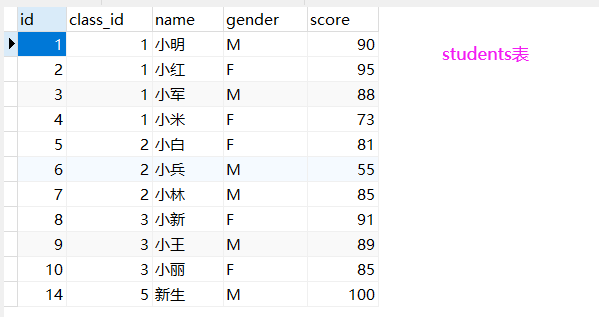 id class_id name gender score
1 1 小明 M 90
students表
2 1 小红 F 95
3 1 小军 M 88
4 1 小米 F 73
5 2 小白 F 81
6 2 小兵 M 55
7 2 小林 M 85
8 3 小新 F 91
9 3 小王 M 89
10 3 小丽 F 85
14 5 新生 M 100